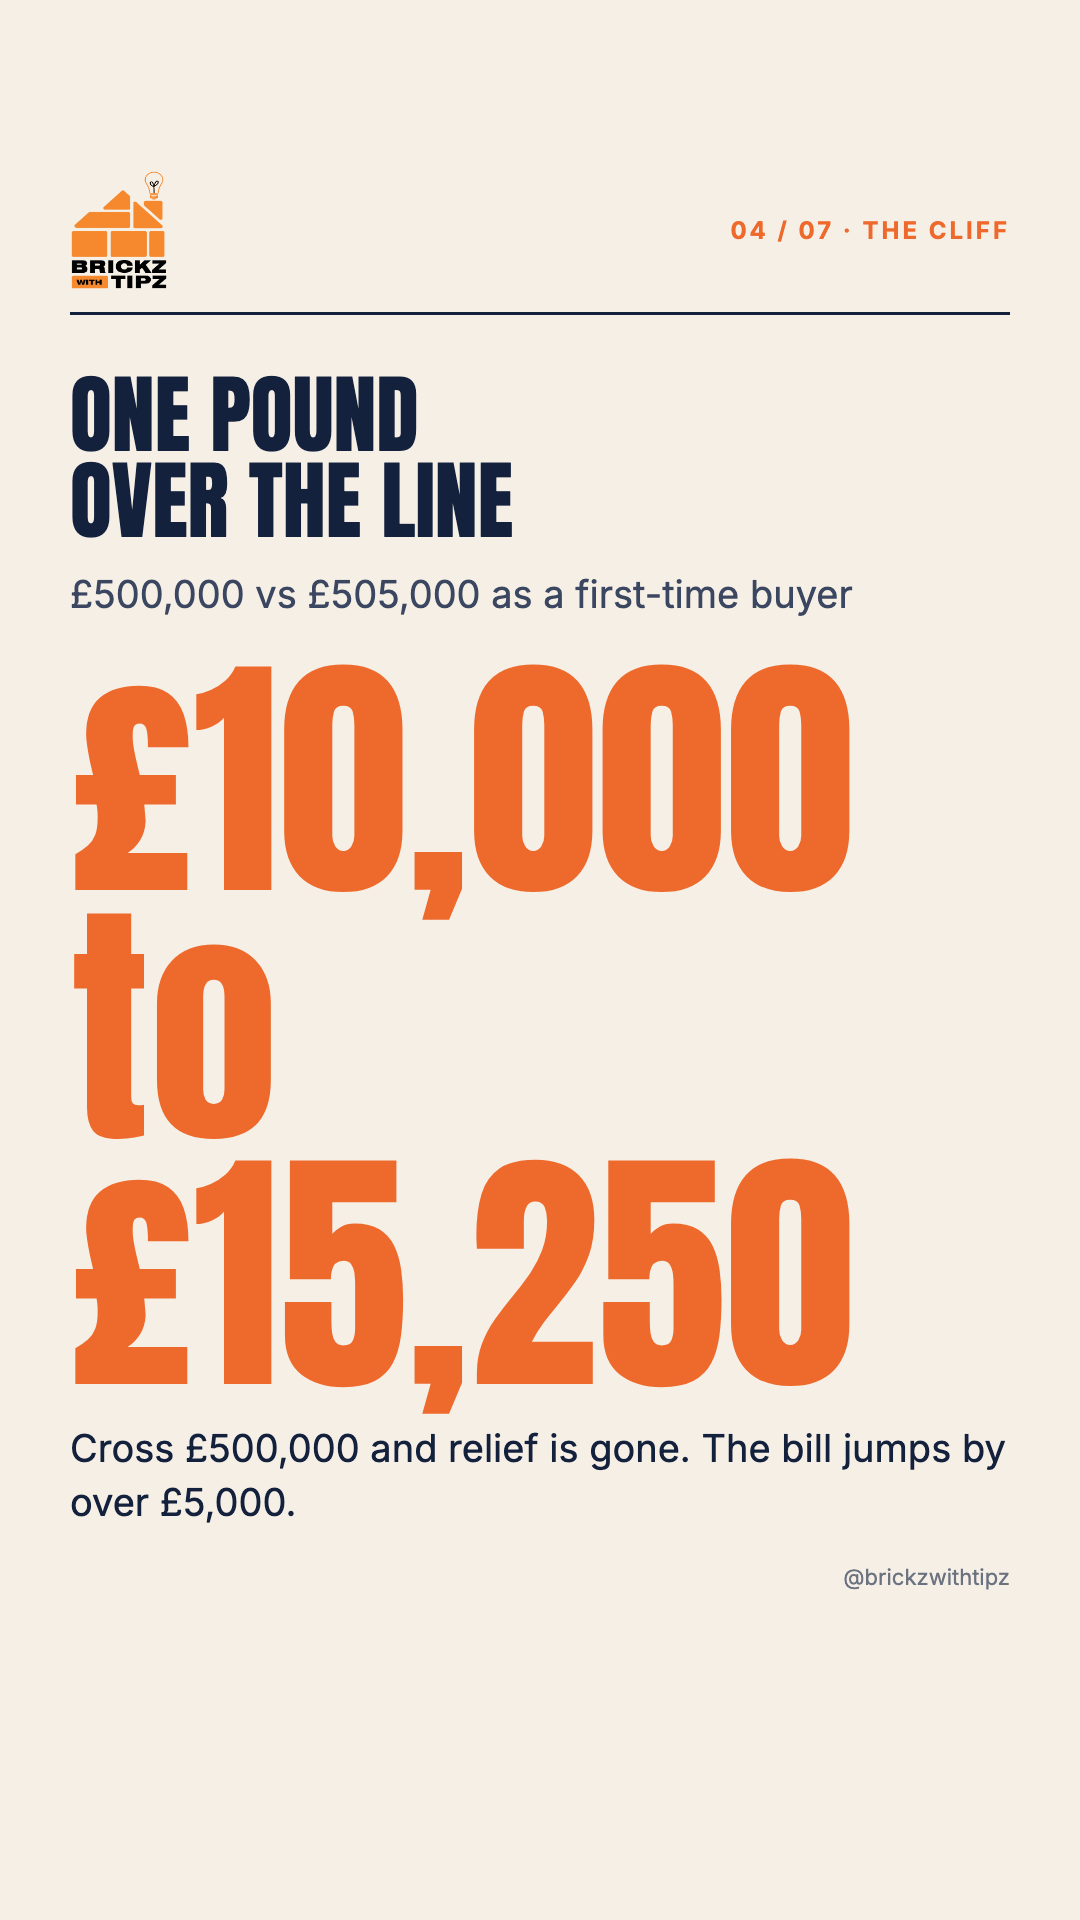 BRICKZ
WITH TIPZ
04 / 07 · THE CLIFF
ONE POUND
OVER THE LINE
£500,000 vs £505,000 as a first-time buyer
£10,000
to
£15,250
Cross £500,000 and relief is gone. The bill jumps by
over £5,000.
@brickzwithtipz